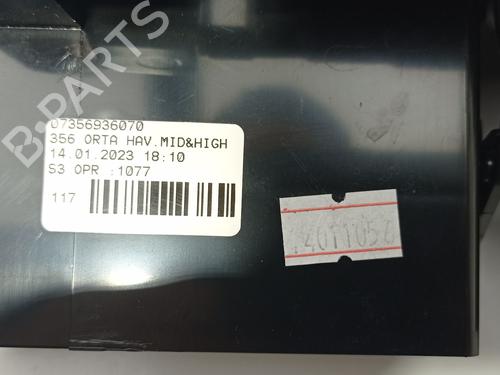 B-PARTS
07356936070
356 ORTA HAV.MID&HIGH
14.01.2023 18:10
S3 OPR :1077
117